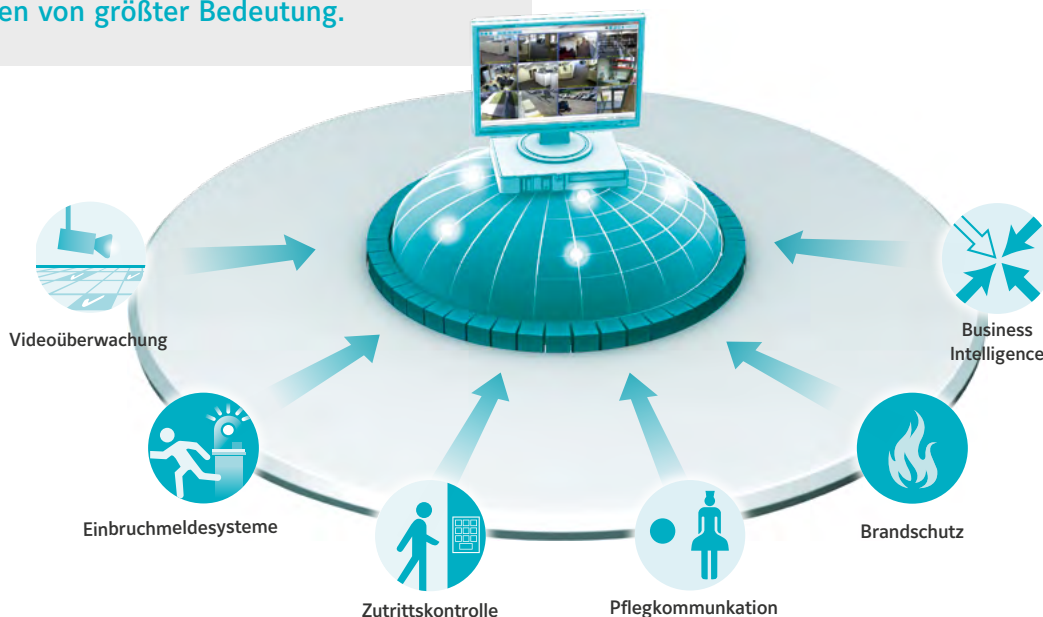 en von größter Bedeutung.
Videoüberwachung
Business
Intelligence
Einbruchmeldesysteme
Brandschutz
Zutrittskontrolle
Pflegkommunkation